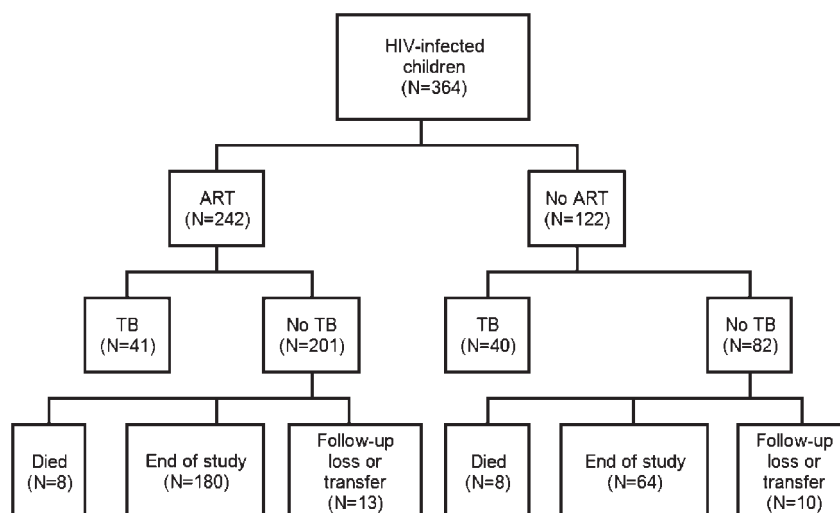 HIV-infected
children
(N=364)
ART
(N=242)
No ART
(N=122)
TB
(N=41)
No TB
(N=201)
TB
(N=40)
No TB
(N=82)
Died
(N=8)
End of study
(N=180)
Follow-up
loss or
transfer
(N=13)
Died
(N=8)
End of study
(N=64)
Follow-up
loss or
transfer
(N=10)